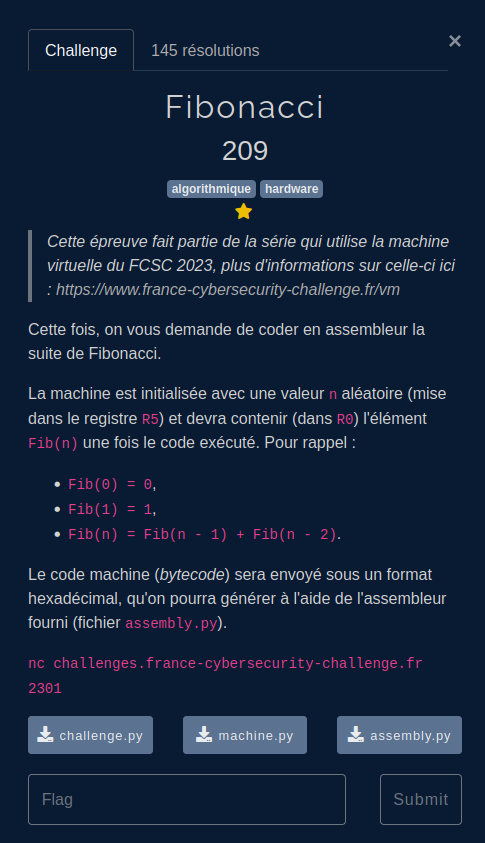 Challenge
145 résolutions
×
Fibonacci
209
algorithmique hardware
Cette épreuve fait partie de la série qui utilise la machine
virtuelle du FCSC 2023, plus d'informations sur celle-ci ici
: https://www.france-cybersecurity-challenge.fr/vm
Cette fois, on vous demande de coder en assembleur la
suite de Fibonacci.
La machine est initialisée avec une valeur n aléatoire (mise
dans le registre R5) et devra contenir (dans R0) l'élément
Fib(n) une fois le code exécuté. Pour rappel :
• Fib(0) = 0,
• Fib(1) = 1,
• Fib(n) = Fib(n - 1) + Fib(n - 2).
Le code machine (bytecode) sera envoyé sous un format
hexadécimal, qu'on pourra générer à l'aide de l'assembleur
fourni (fichier assembly.py).
nc challenges.france-cybersecurity-challenge.fr
2301
challenge.py
machine.py
assembly.py
Flag
Submit